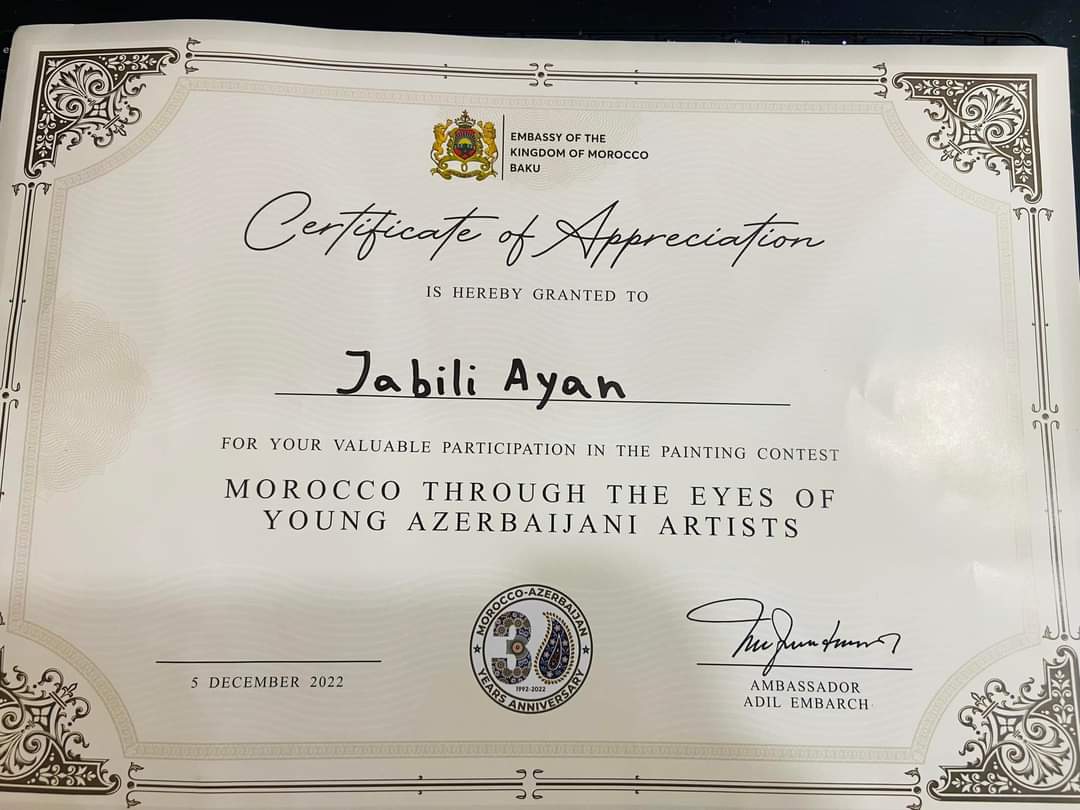 EMBASSY OF THE
KINGDOM OF MOROCCO
BAKU
Certificate of Appreciation
IS HEREBY GRANTED TO
Jabili Ayan
FOR YOUR VALUABLE PARTICIPATION IN THE PAINTING CONTEST
MOROCCO THROUGH THE EYES OF
YOUNG AZERBAIJANI ARTISTS
MOROCCO-AZERBAIJAN
30
1992-2022
YEARS ANNIVERSARY
5 DECEMBER 2022
AMBASSADOR
ADIL EMBARCH